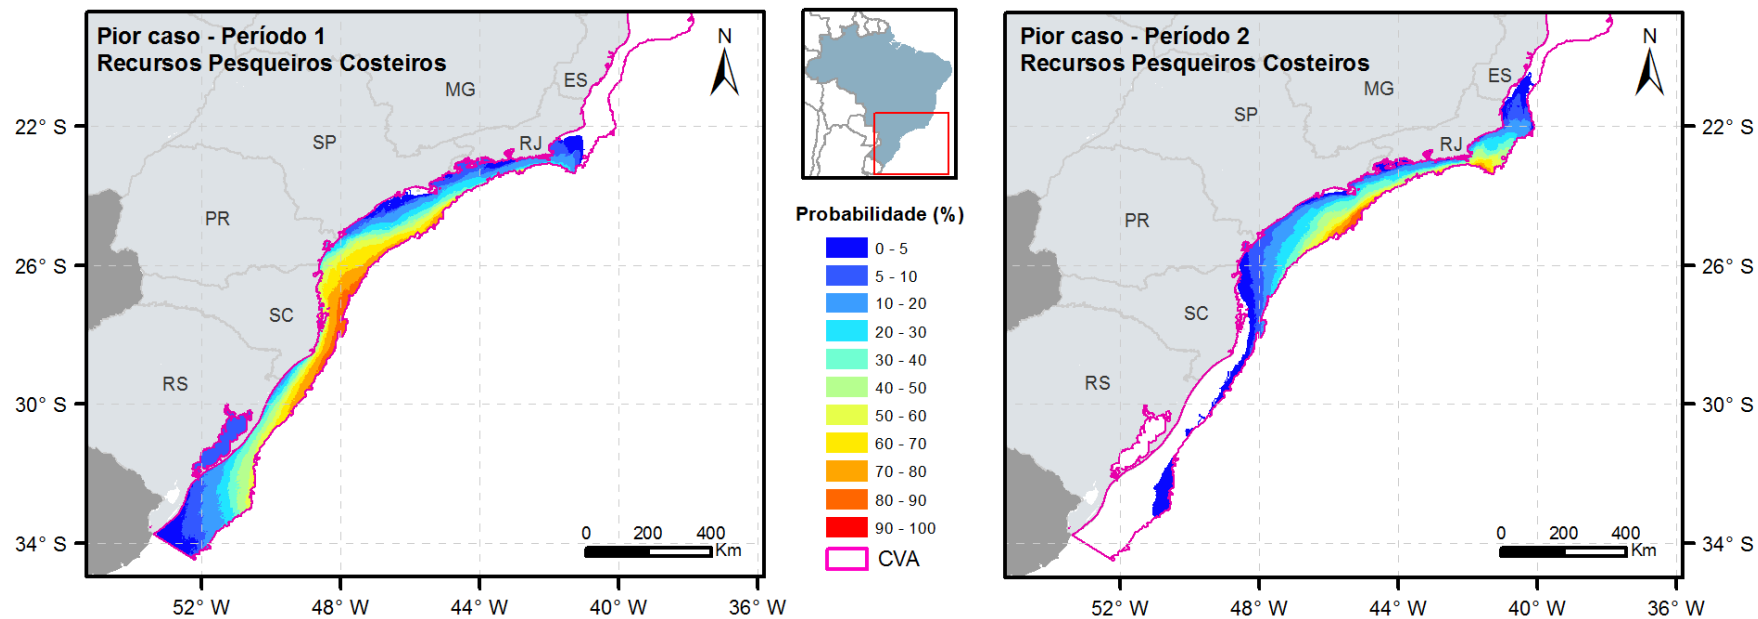 Pior caso - Período 1
Recursos Pesqueiros Costeiros
N
MG
ES
SP
RJ
PR
SC
RS
22° S
26° S
30° S
34° S
0 200 400
Km
52° W 48° W 44° W 40° W 36° W
Probabilidade (%)
0 - 5
5 - 10
10 - 20
20 - 30
30 - 40
40 - 50
50 - 60
60 - 70
70 - 80
80 - 90
90 - 100
CVA
Pior caso - Período 2
Recursos Pesqueiros Costeiros
N
ES
MG
SP
RJ
PR
SC
RS
22° S
26° S
30° S
34° S
0 200 400
Km
52° W 48° W 44° W 40° W 36° W